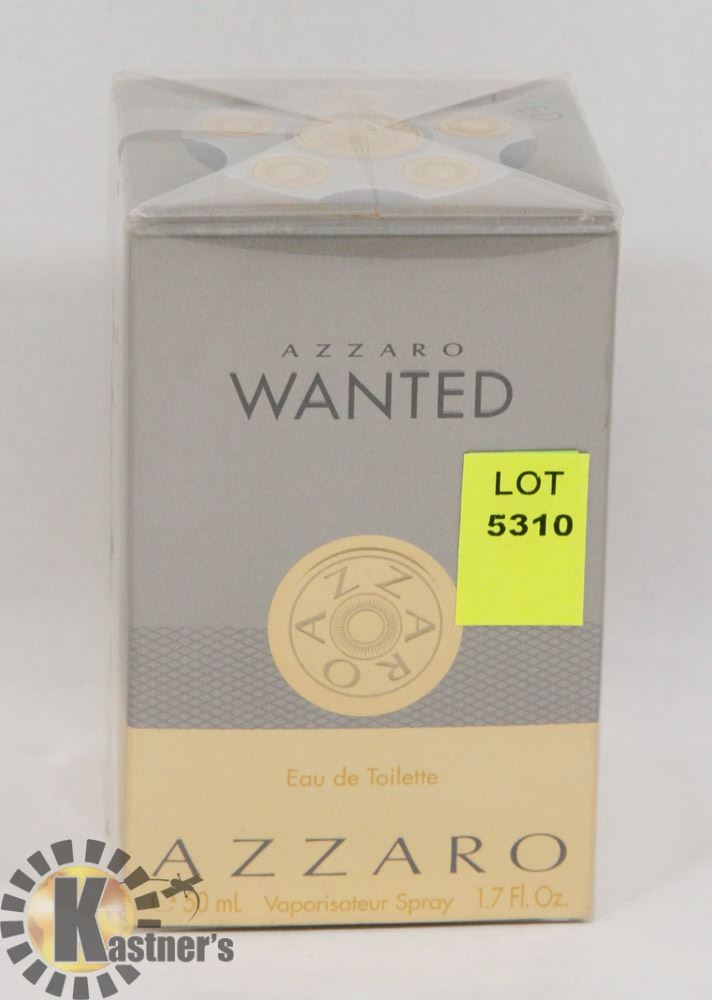 AZZARO
WANTED
LOT
5310
AZZARO
Eau de Toilette
AZZARO
50 mL Vaporisateur Spray 1.7 Fl. Oz.
Kastner's